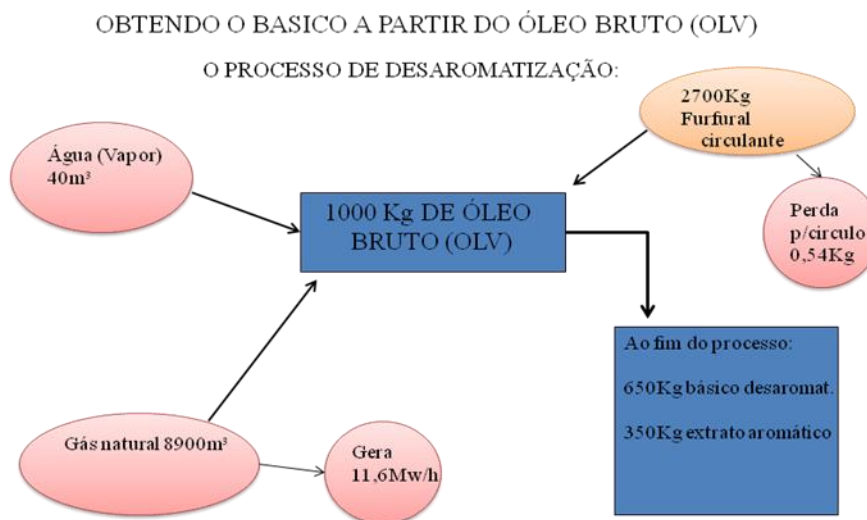 OBTENDO O BASICO A PARTIR DO ÓLEO BRUTO (OLV)
O PROCESSO DE DESAROMATIZAÇÃO:
2700Kg
Furfural
circulante
Água (Vapor)
40m³
1000 Kg DE ÓLEO
BRUTO (OLV)
Perda
p/circulo
0,54Kg
Ao fim do processo:
650Kg básico desaromat.
350Kg extrato aromático
Gás natural 8900m³
Gera
11,6Mw/h